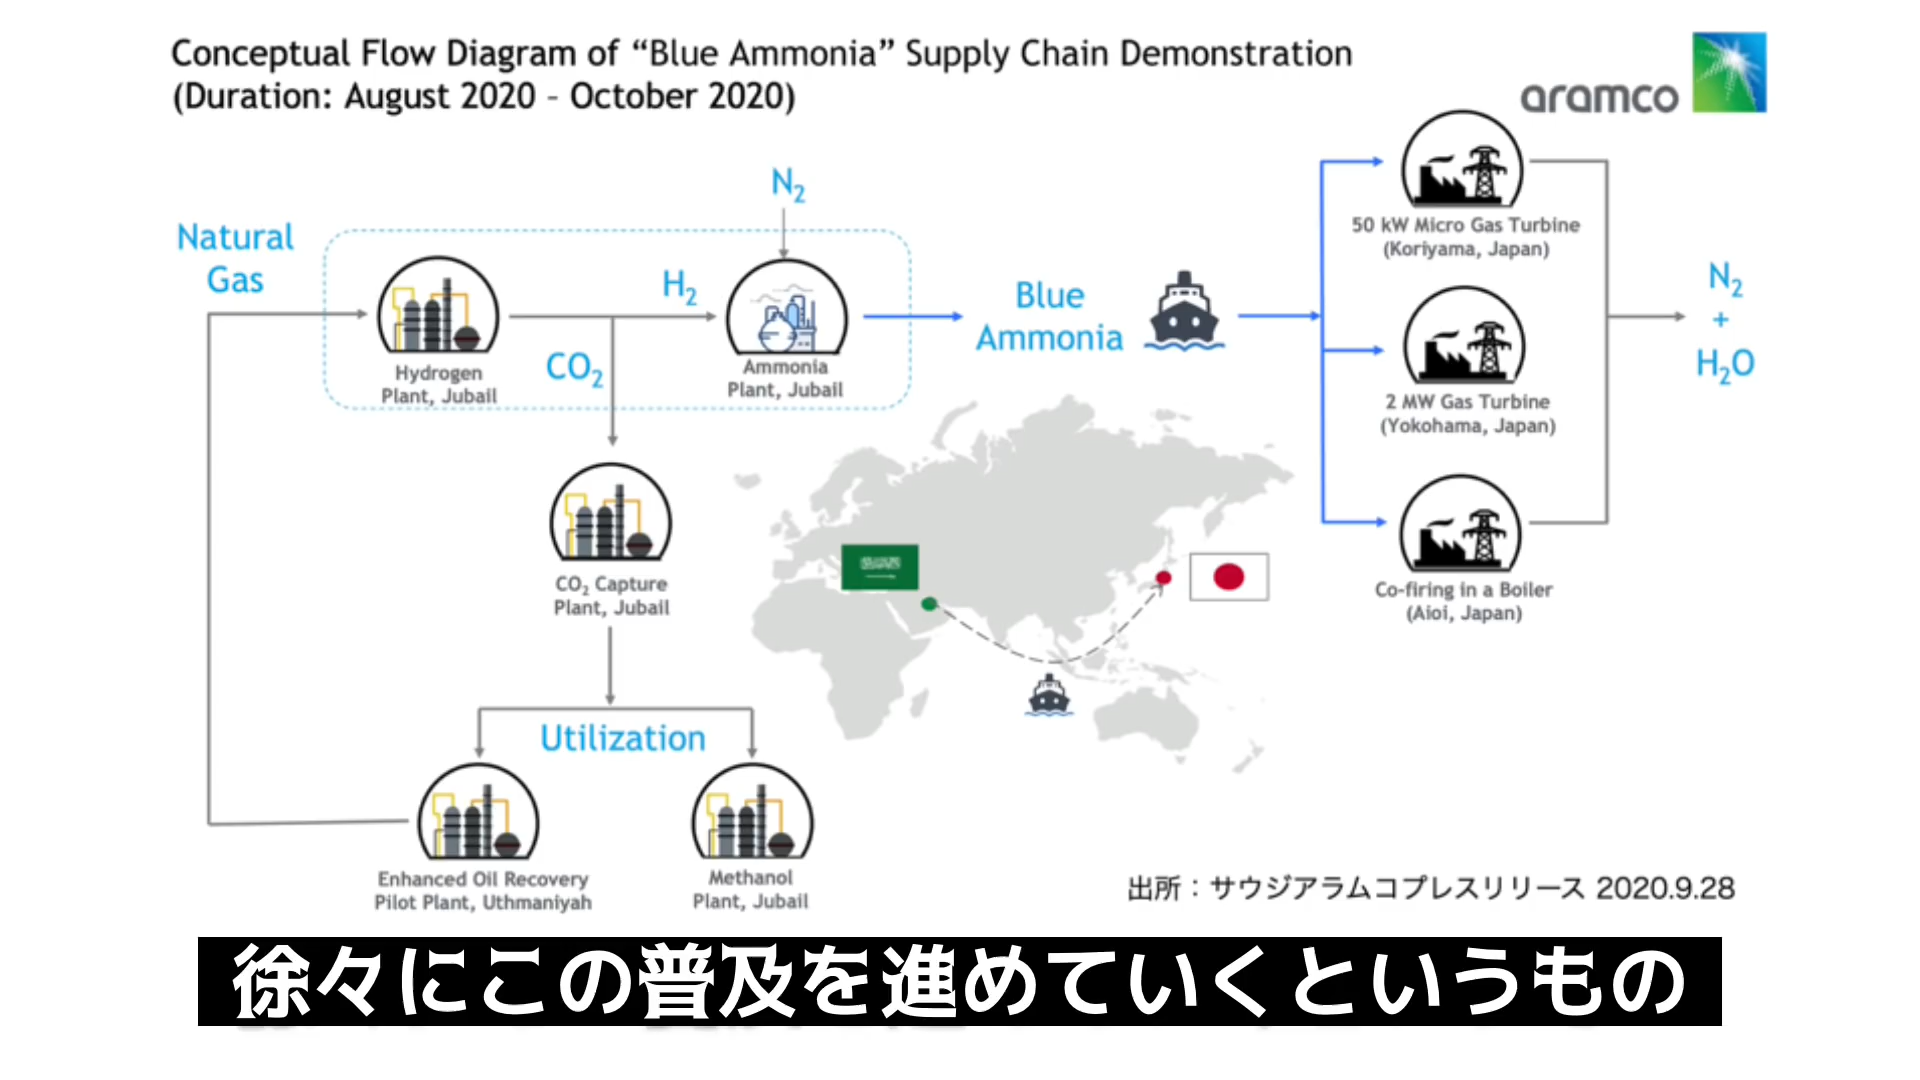 Conceptual Flow Diagram of “Blue Ammonia” Supply Chain Demonstration
(Duration: August 2020 – October 2020)
aramco
N₂
Natural
Gas
H₂
CO₂
Hydrogen
Plant, Jubail
Ammonia
Plant, Jubail
Blue
Ammonia
50 kW Micro Gas Turbine
(Koriyama, Japan)
2 MW Gas Turbine
(Yokohama, Japan)
Co-firing in a Boiler
(Aioi, Japan)
N₂
+
H₂O
CO₂ Capture
Plant, Jubail
Utilization
Enhanced Oil Recovery
Pilot Plant, Uthmaniyah
Methanol
Plant, Jubail
出所：サウジアラムコプレスリリース 2020.9.28
徐々にこの普及を進めていくというもの